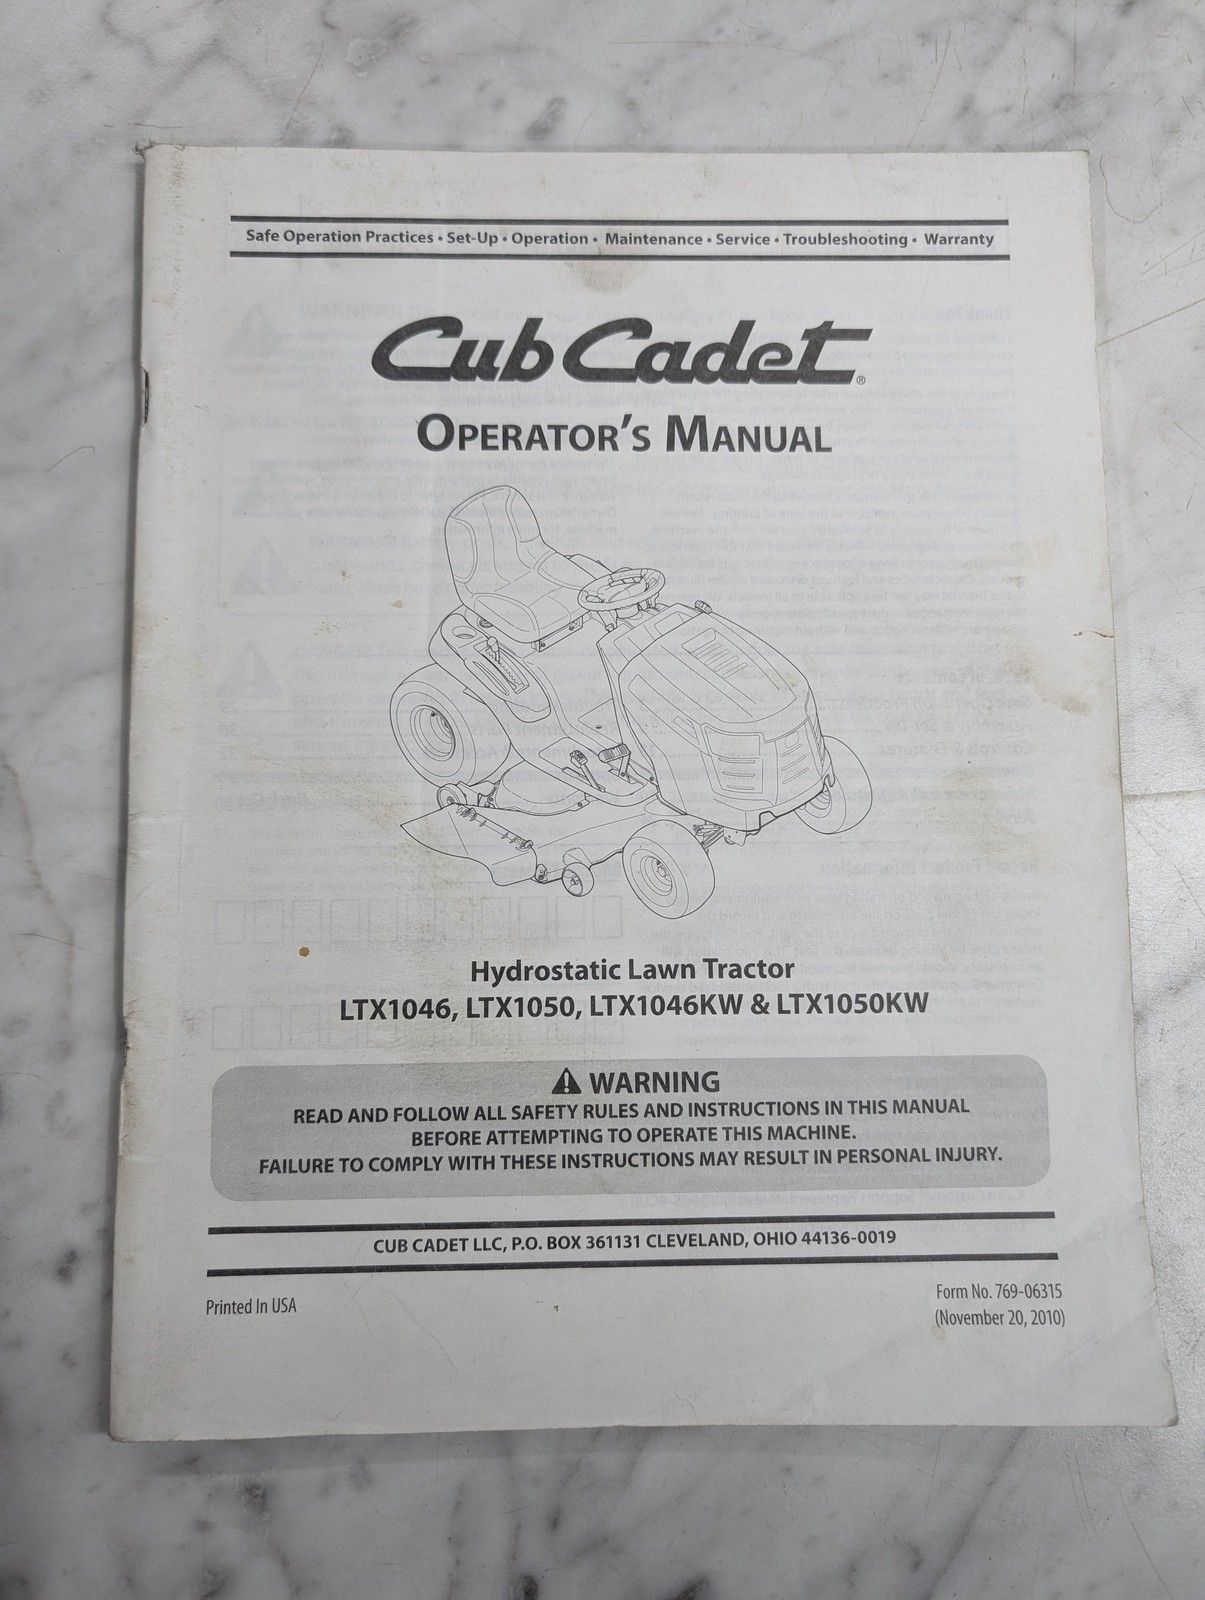 Safe Operation Practices • Set-Up • Operation • Maintenance • Service • Troubleshooting • Warranty
Cub Cadet®
OPERATOR'S MANUAL
Hydrostatic Lawn Tractor
LTX1046, LTX1050, LTX1046KW & LTX1050KW
WARNING
READ AND FOLLOW ALL SAFETY RULES AND INSTRUCTIONS IN THIS MANUAL
BEFORE ATTEMPTING TO OPERATE THIS MACHINE.
FAILURE TO COMPLY WITH THESE INSTRUCTIONS MAY RESULT IN PERSONAL INJURY.
CUB CADET LLC, P.O. BOX 361131 CLEVELAND, OHIO 44136-0019
Printed In USA
Form No. 769-06315
(November 20, 2010)